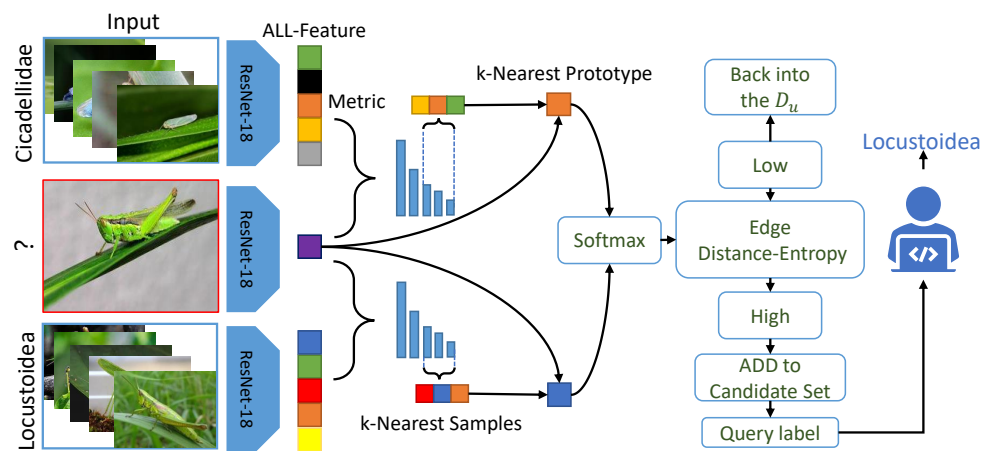 Input
ALL-Feature
Cicadellidae
ResNet-18
Metric
k-Nearest Prototype
?
ResNet-18
Locustoidea
ResNet-18
k-Nearest Samples
Softmax
Back into
the D_u
Low
Edge
Distance-Entropy
High
ADD to
Candidate Set
Query label
Locustoidea
</>